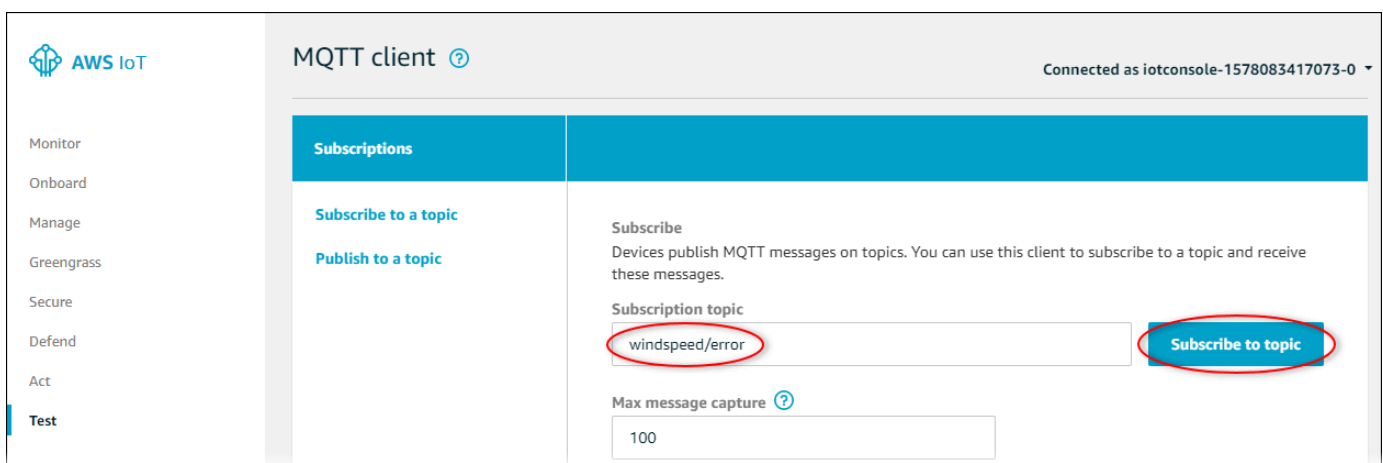 AWS IoT
MQTT client ?
Connected as iotconsole-1578083417073-0
Monitor
Onboard
Manage
Greengrass
Secure
Defend
Act
Test
Subscriptions
Subscribe to a topic
Publish to a topic
Subscribe
Devices publish MQTT messages on topics. You can use this client to subscribe to a topic and receive
these messages.
Subscription topic
windspeed/error
Subscribe to topic
Max message capture ?
100